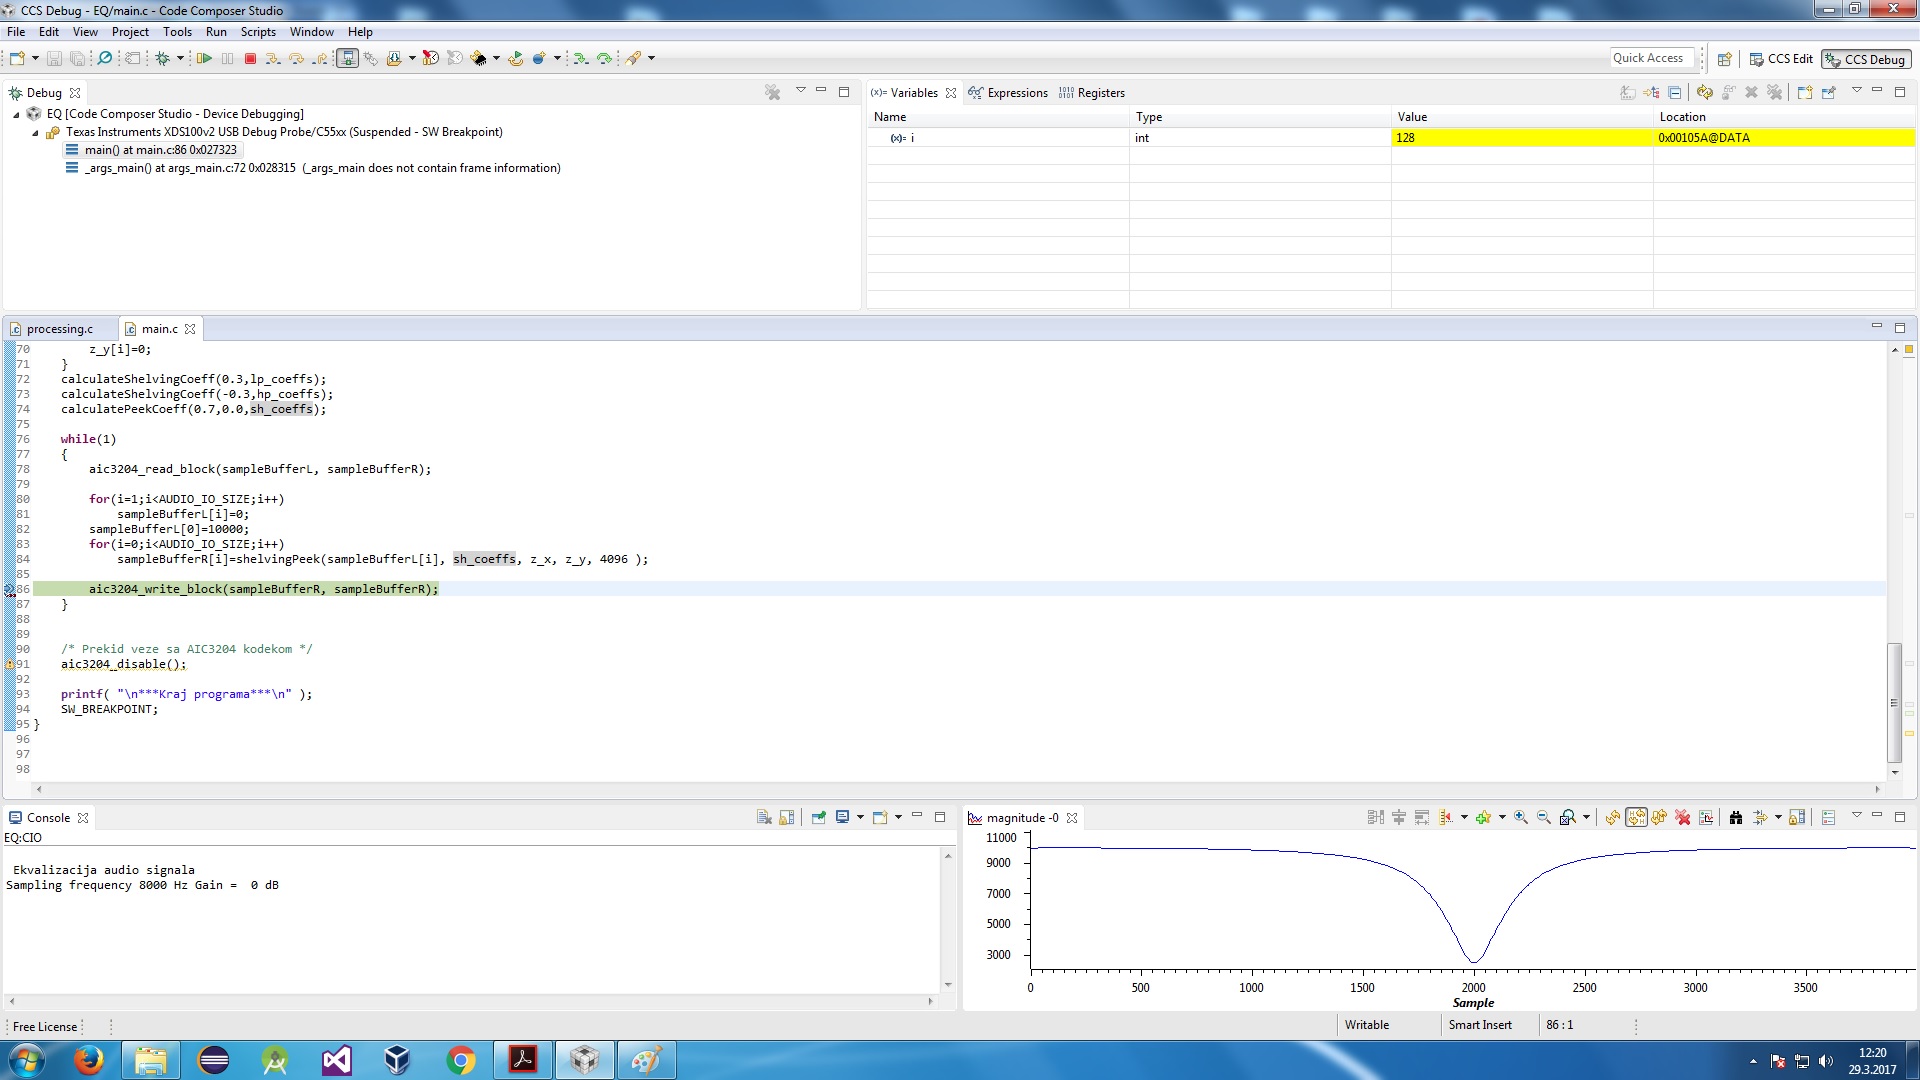 CCS Debug - EQ/main.c - Code Composer Studio
File Edit View Project Tools Run Scripts Window Help
Quick Access CCS Edit CCS Debug
Debug
EQ [Code Composer Studio - Device Debugging]
Texas Instruments XDS100v2 USB Debug Probe/C55xx (Suspended - SW Breakpoint)
main() at main.c:86 0x027323
_args_main() at args_main.c:72 0x028315 (_args_main does not contain frame information)
(x)= Variables Expressions Registers
Name Type Value Location
(x)= i int 128 0x00105A@DATA
processing.c main.c
70 z_y[i]=0;
71 }
72 calculateShelvingCoeff(0.3,lp_coeffs);
73 calculateShelvingCoeff(-0.3,hp_coeffs);
74 calculatePeekCoeff(0.7,0.0,sh_coeffs);
75
76 while(1)
77 {
78 aic3204_read_block(sampleBufferL, sampleBufferR);
79
80 for(i=1;i<AUDIO_IO_SIZE;i++)
81 sampleBufferL[i]=0;
82 sampleBufferL[0]=10000;
83 for(i=0;i<AUDIO_IO_SIZE;i++)
84 sampleBufferR[i]=shelvingPeek(sampleBufferL[i], sh_coeffs, z_x, z_y, 4096 );
85
86 aic3204_write_block(sampleBufferR, sampleBufferR);
87 }
88
89
90 /* Prekid veze sa AIC3204 kodekom */
91 aic3204_disable();
92
93 printf( "\n***Kraj programa***\n" );
94 SW_BREAKPOINT;
95 }
96
97
98
Console
EQ:CIO
Ekvalizacija audio signala
Sampling frequency 8000 Hz Gain = 0 dB
magnitude -0
11000
9000
7000
5000
3000
0 500 1000 1500 2000 2500 3000 3500
Sample
Free License Writable Smart Insert 86 : 1
12:20
29.3.2017